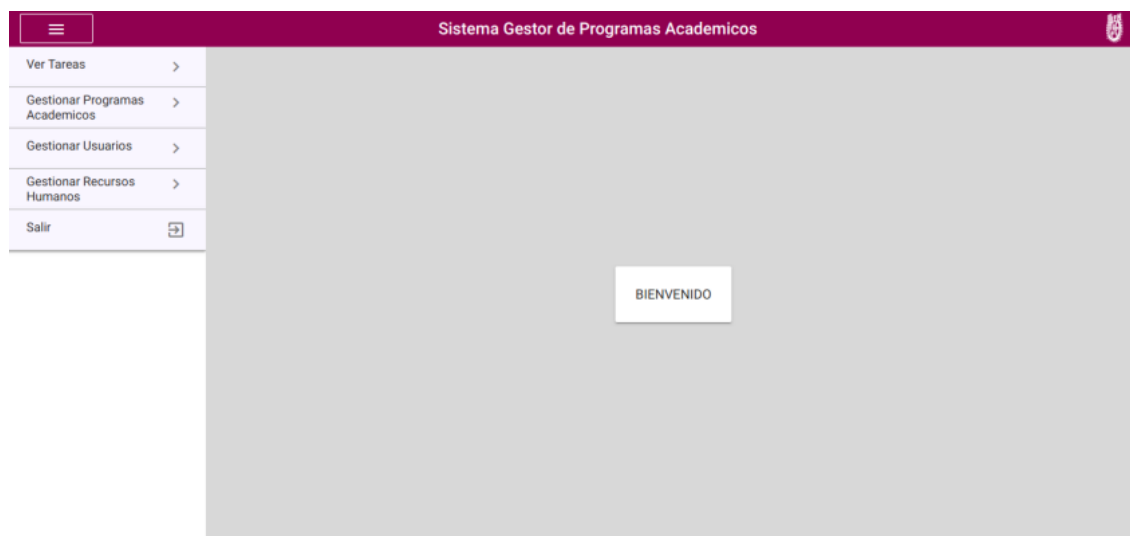 Sistema Gestor de Programas Academicos
Ver Tareas
Gestionar Programas
Academicos
Gestionar Usuarios
Gestionar Recursos
Humanos
Salir
BIENVENIDO